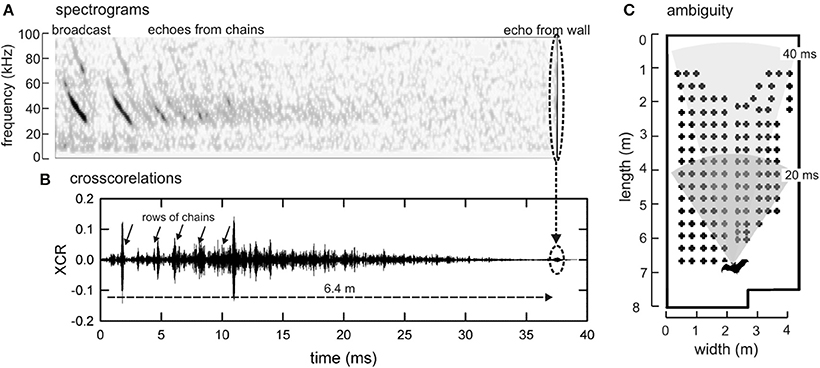 A spectrograms
broadcast echoes from chains echo from wall
100
80
60
40
20
0
frequency (kHz)
B crosscorelations
0.2
0.1
0.0
-0.1
-0.2
XCR
rows of chains
6.4 m
0 5 10 15 20 25 30 35 40
time (ms)
C ambiguity
0
1
2
3
4
5
6
7
8
length (m)
40 ms
20 ms
0 1 2 3 4
width (m)